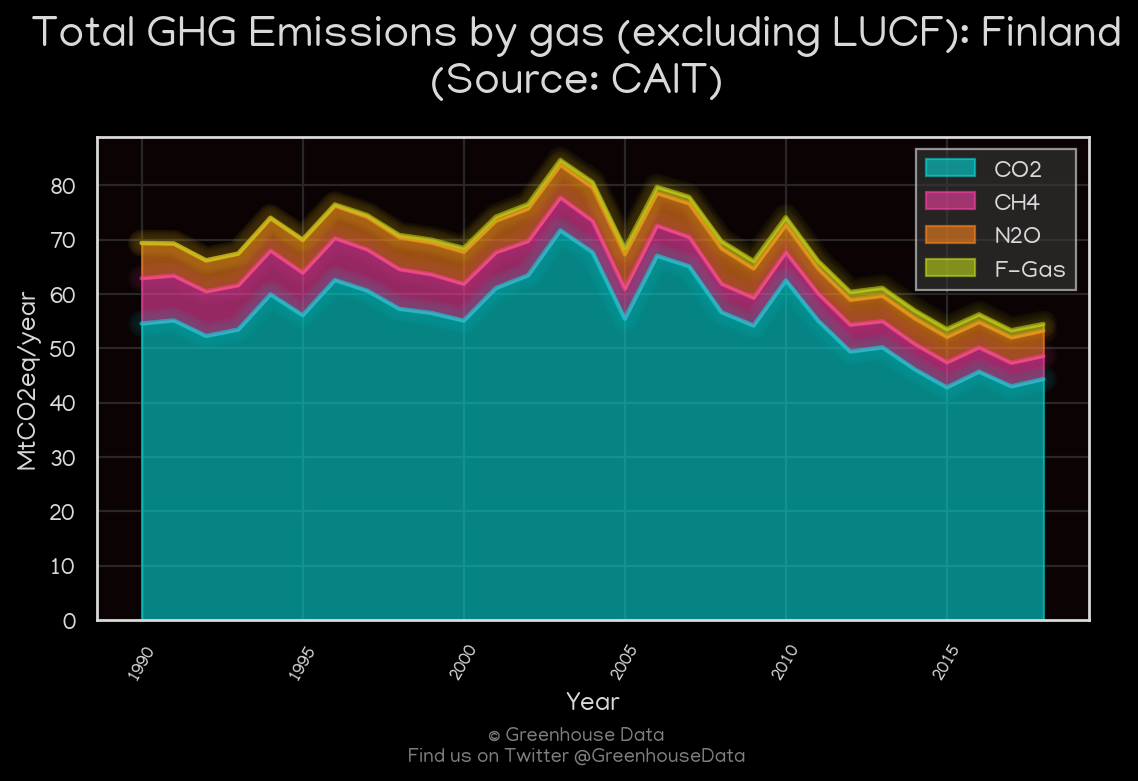 Total GHG Emissions by gas (excluding LUCF): Finland
(Source: CAIT)
CO2
CH4
N2O
F-Gas
MtCO2eq/year
80
70
60
50
40
30
20
10
0
1990
1995
2000
2005
2010
2015
Year
© Greenhouse Data
Find us on Twitter @GreenhouseData